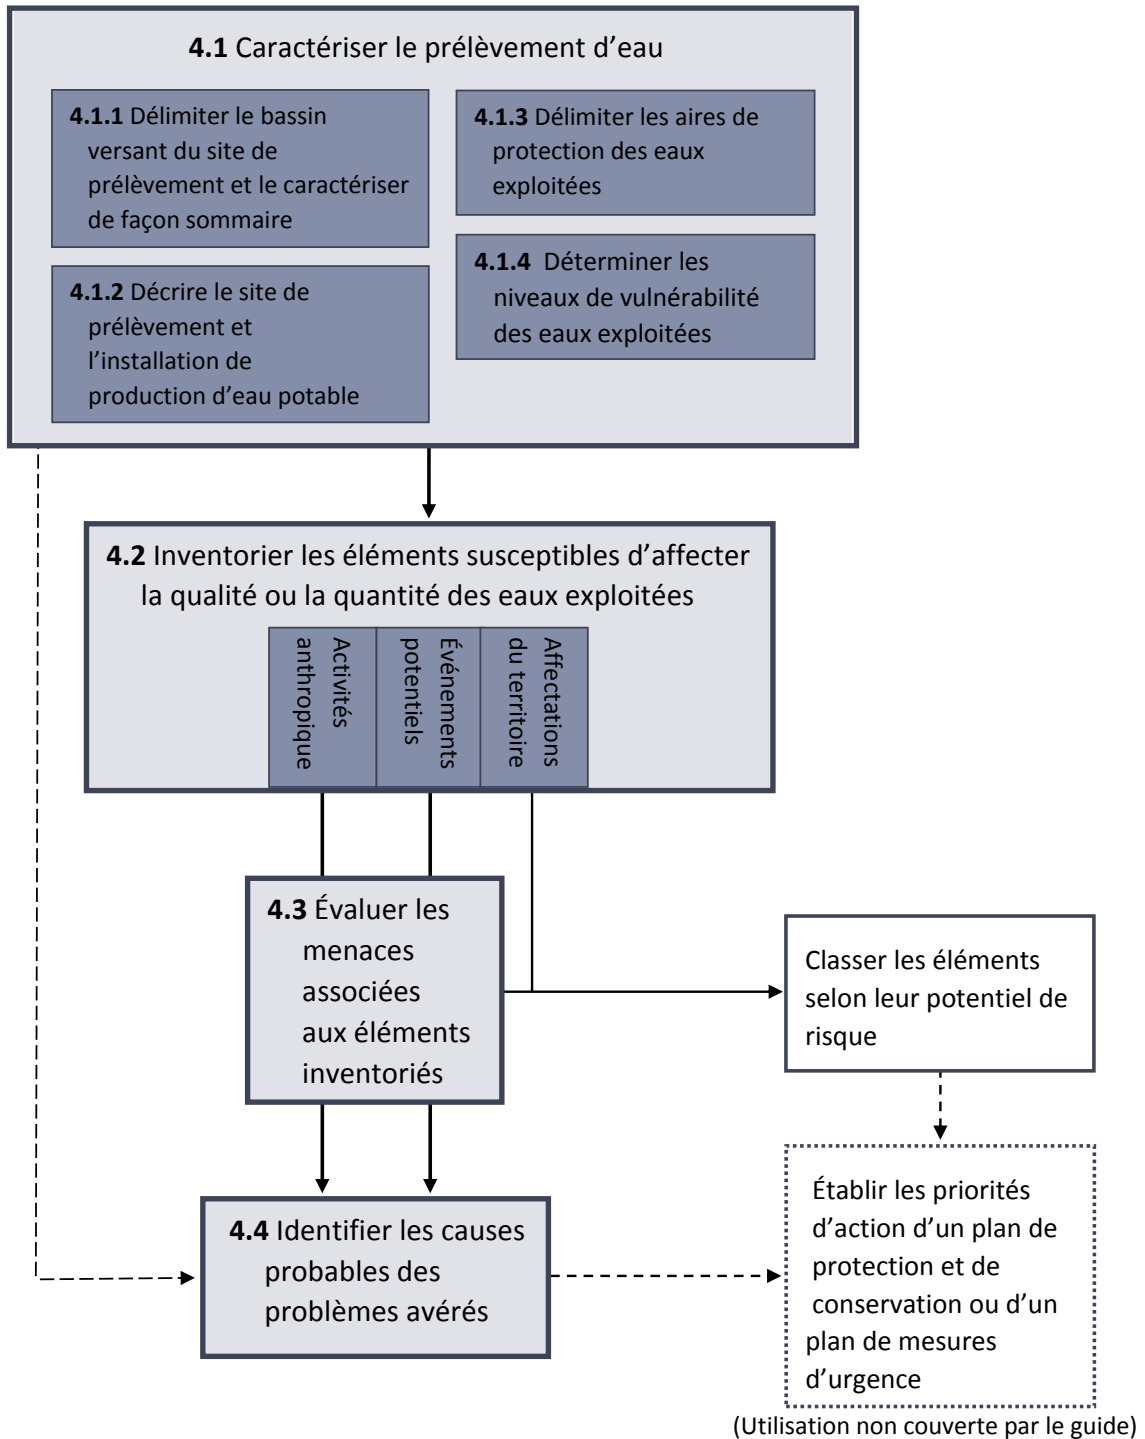 4.1 Caractériser le prélèvement d’eau
4.1.1 Délimiter le bassin
versant du site de
prélèvement et le caractériser
de façon sommaire
4.1.2 Décrire le site de
prélèvement et
l’installation de
production d’eau potable
4.1.3 Délimiter les aires de
protection des eaux
exploitées
4.1.4 Déterminer les
niveaux de vulnérabilité
des eaux exploitées
4.2 Inventorier les éléments susceptibles d’affecter
la qualité ou la quantité des eaux exploitées
Activités
anthropique
Événements
potentiels
Affectations
du territoire
4.3 Évaluer les
menaces
associées
aux éléments
inventoriés
Classer les éléments
selon leur potentiel de
risque
4.4 Identifier les causes
probables des
problèmes avérés
Établir les priorités
d’action d’un plan de
protection et de
conservation ou d’un
plan de mesures
d’urgence
(Utilisation non couverte par le guide)